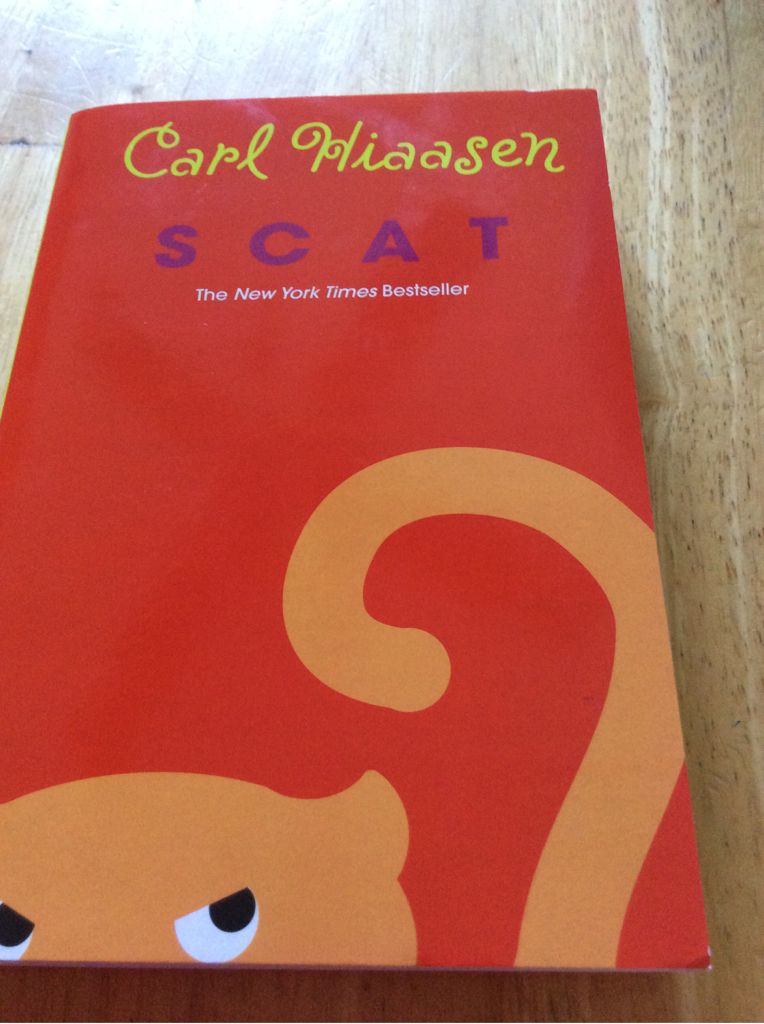 Carl Hiaasen
SCAT
The New York Times Bestseller